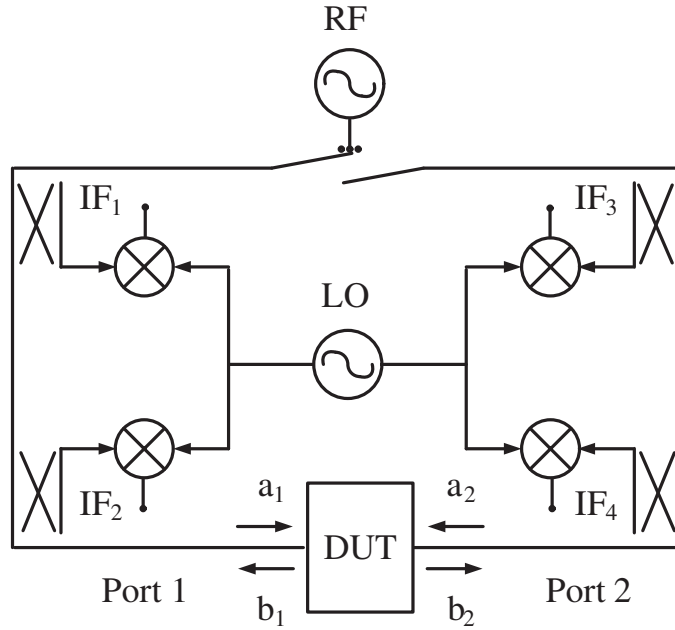 RF
IF₁
IF₃
LO
IF₂
IF₄
a₁
a₂
DUT
b₁
b₂
Port 1
Port 2